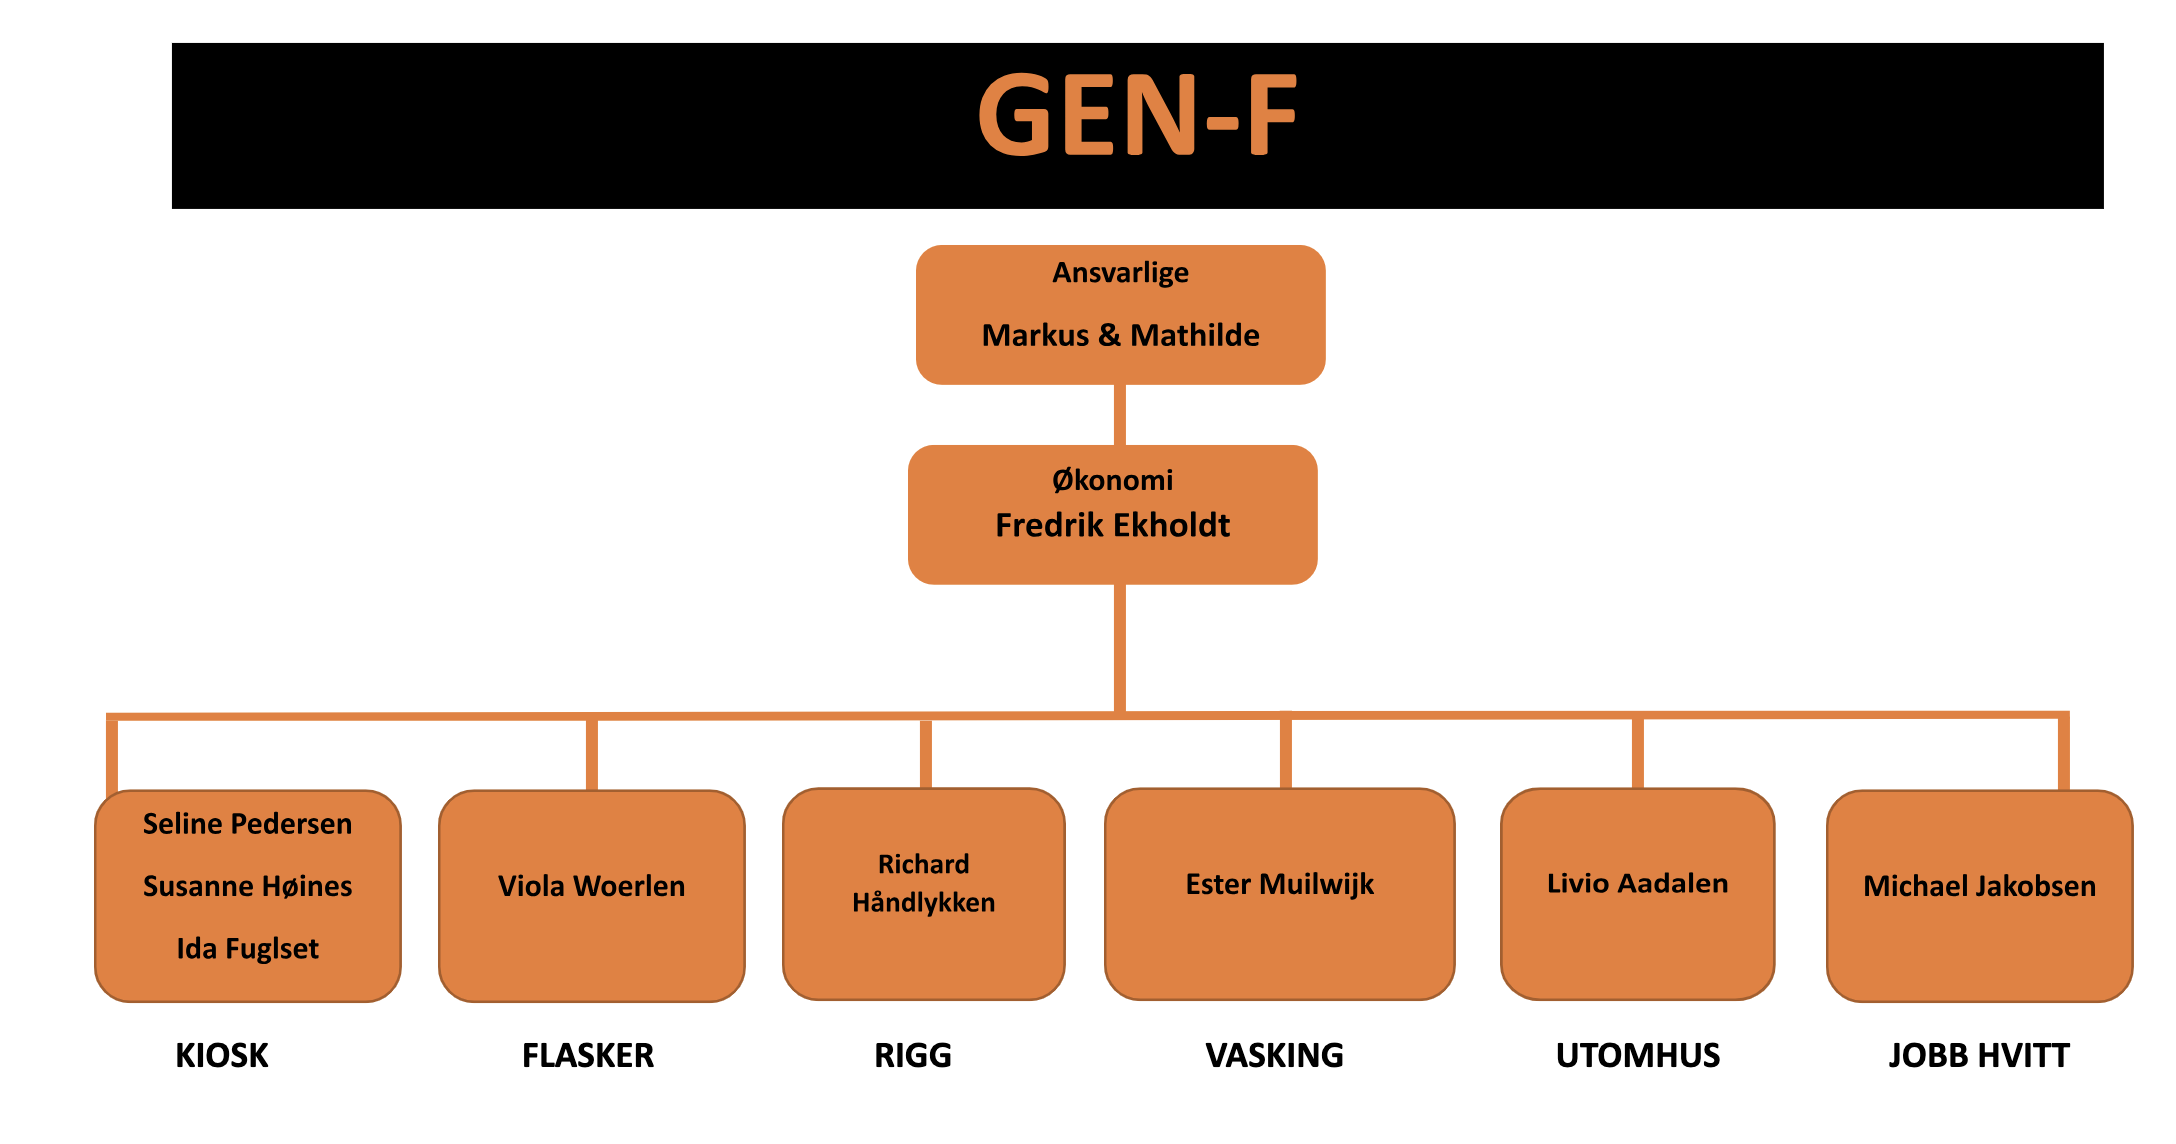 GEN-F
Ansvarlige
Markus & Mathilde
Økonomi
Fredrik Ekholdt
Seline Pedersen
Susanne Høines
Ida Fuglset
KIOSK
Viola Woerlen
FLASKER
Richard
Håndlykken
RIGG
Ester Muilwijk
VASKING
Livio Aadalen
UTOMHUS
Michael Jakobsen
JOBB HVITT